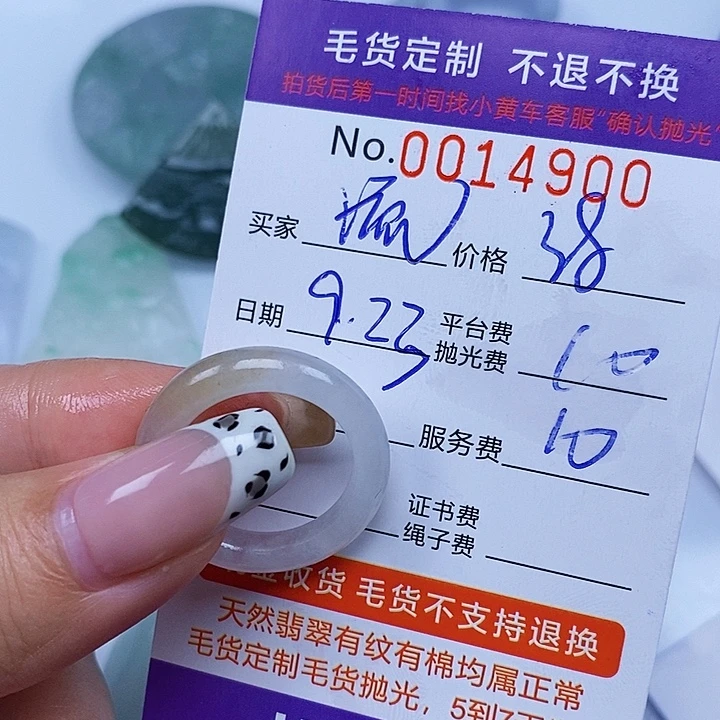 毛货定制 不退不换
拍货后第一时间找小黄车客服“确认抛光”
No.0014900
买家
价格 38
日期 9.23
平台费
抛光费 10
服务费 10
证书费
绳子费
收货 毛货不支持退换
天然翡翠有纹有棉均属正常
毛货定制毛货抛光，5到7